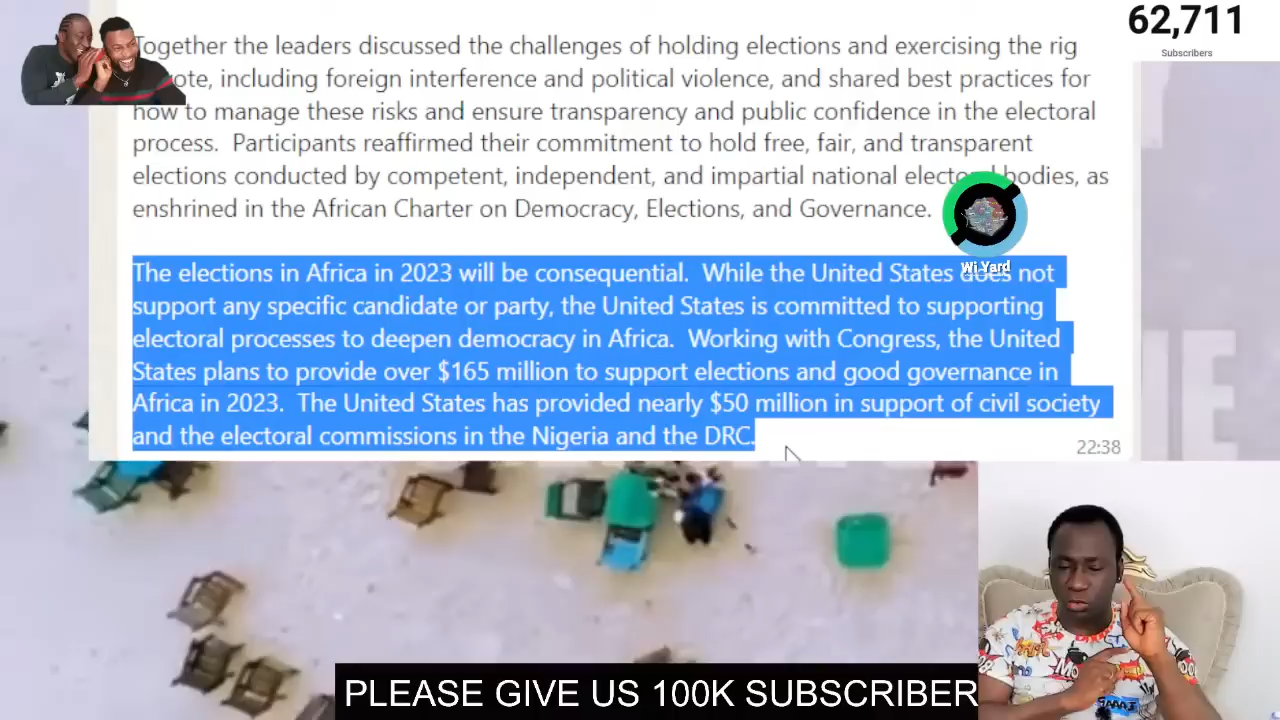 62,711
Subscribers
Together the leaders discussed the challenges of holding elections and exercising the rig
ote, including foreign interference and political violence, and shared best practices for
how to manage these risks and ensure transparency and public confidence in the electoral
process. Participants reaffirmed their commitment to hold free, fair, and transparent
elections conducted by competent, independent, and impartial national electoral bodies, as
enshrined in the African Charter on Democracy, Elections, and Governance.
Wi Yard
The elections in Africa in 2023 will be consequential. While the United States does not
support any specific candidate or party, the United States is committed to supporting
electoral processes to deepen democracy in Africa. Working with Congress, the United
States plans to provide over $165 million to support elections and good governance in
Africa in 2023. The United States has provided nearly $50 million in support of civil society
and the electoral commissions in the Nigeria and the DRC.
22:38
PLEASE GIVE US 100K SUBSCRIBER